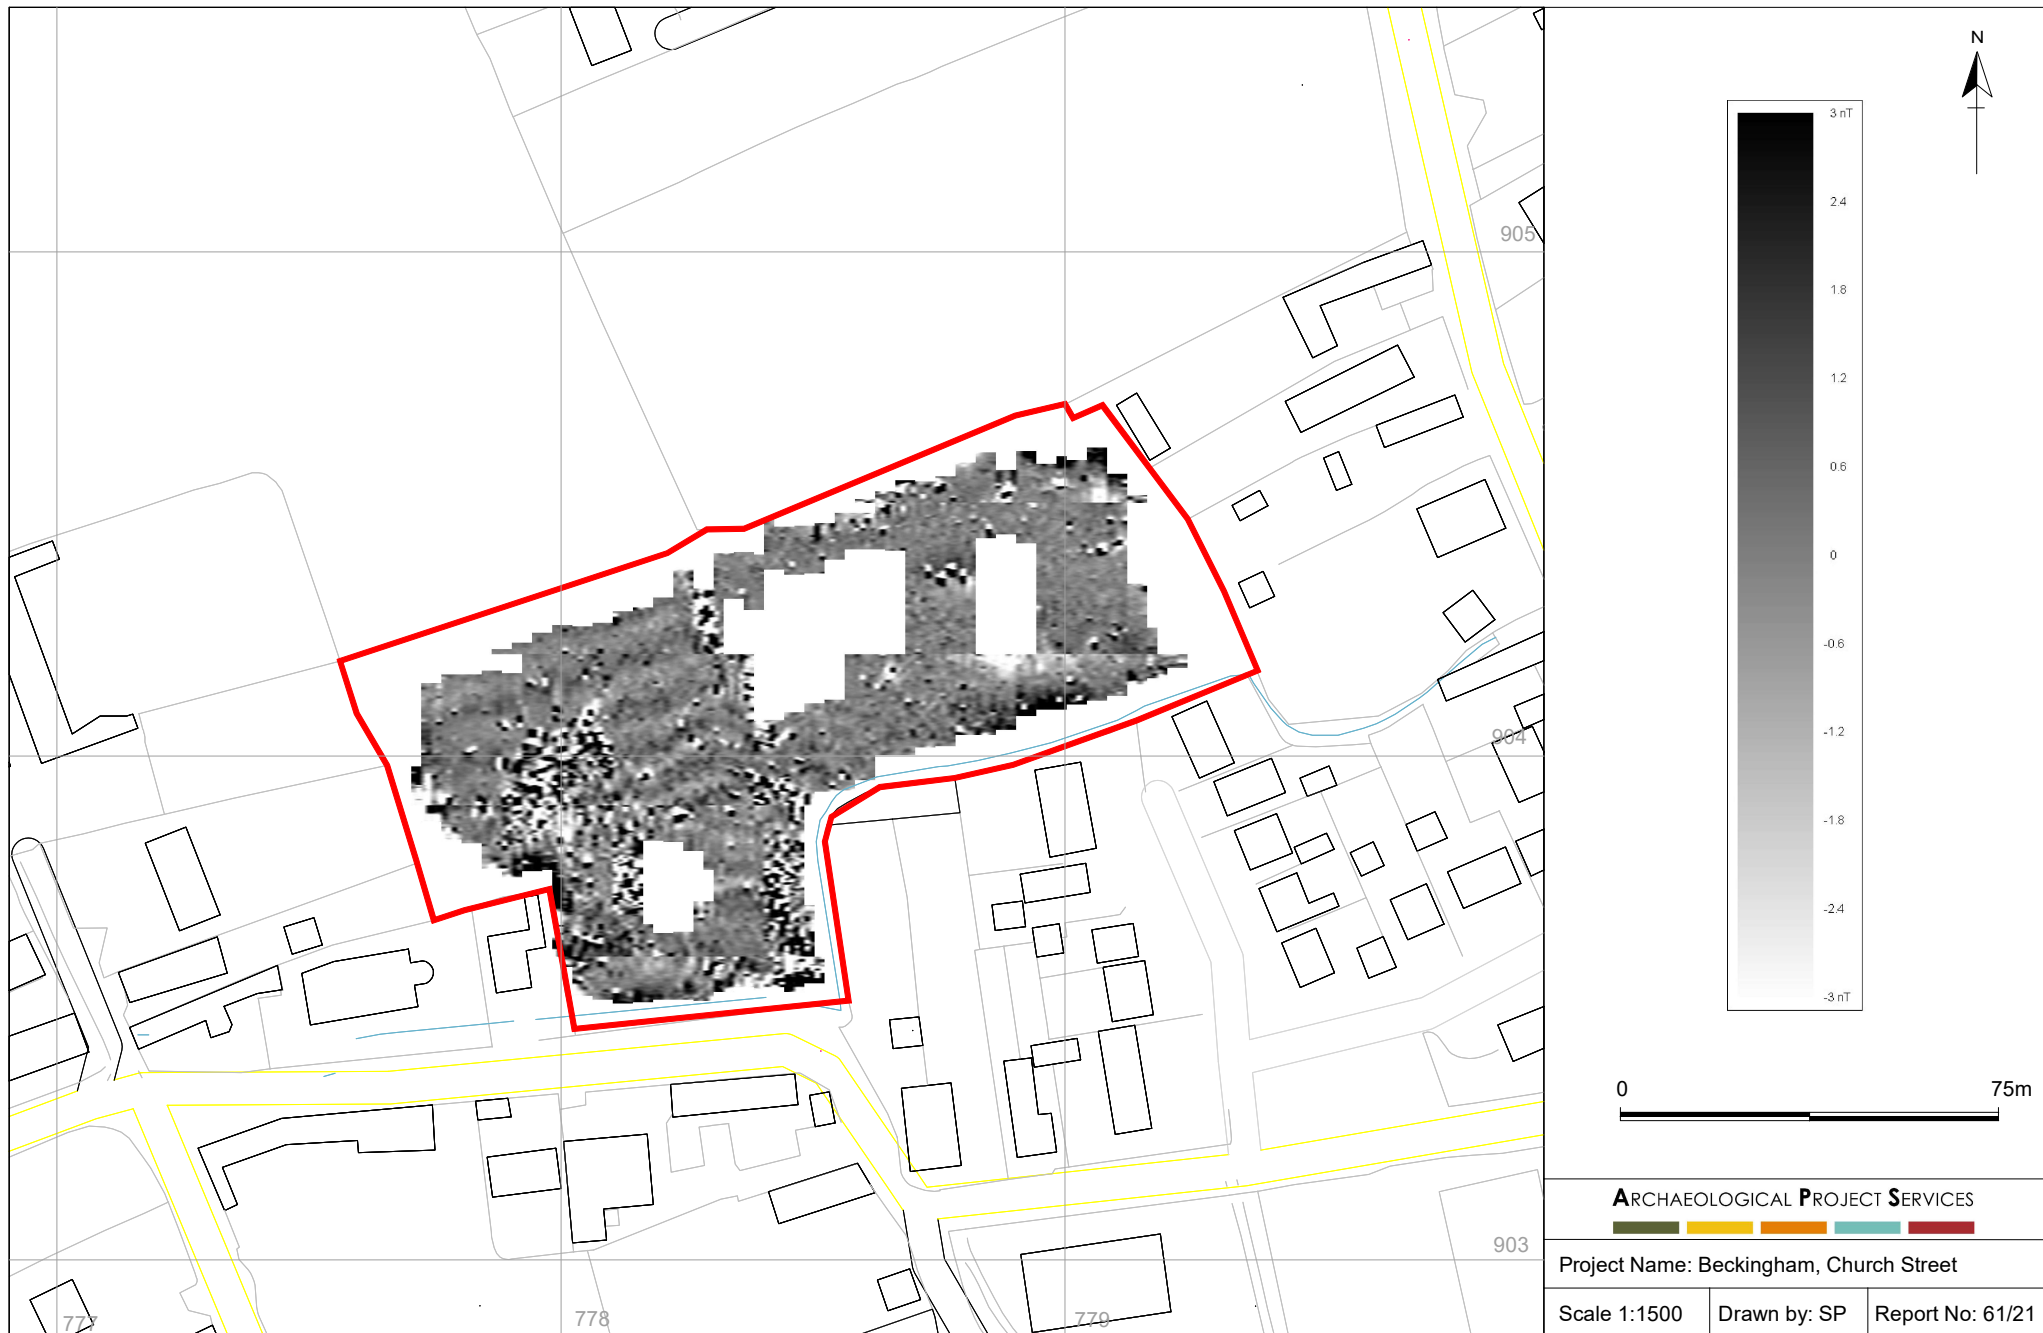 N
3 nT
2.4
1.8
1.2
0.6
0
-0.6
-1.2
-1.8
-2.4
-3 nT
905
904
903
777
778
779
0 75m
ARCHAEOLOGICAL PROJECT SERVICES
Project Name: Beckingham, Church Street
Scale 1:1500 Drawn by: SP Report No: 61/21